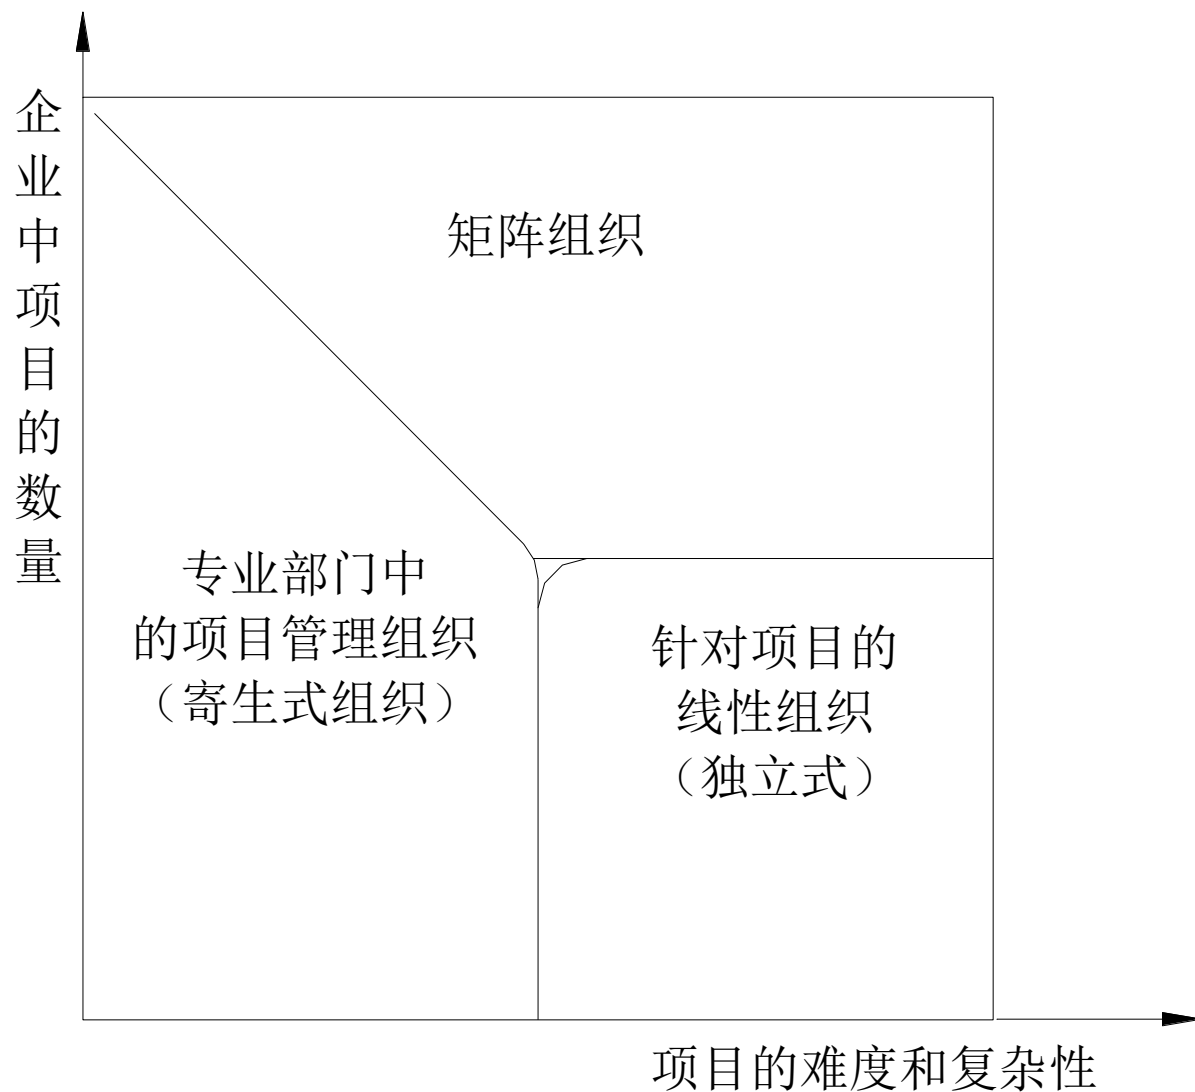 企业中项目的数量
矩阵组织
专业部门中
的项目管理组织
（寄生式组织）
针对项目的
线性组织
（独立式）
项目的难度和复杂性